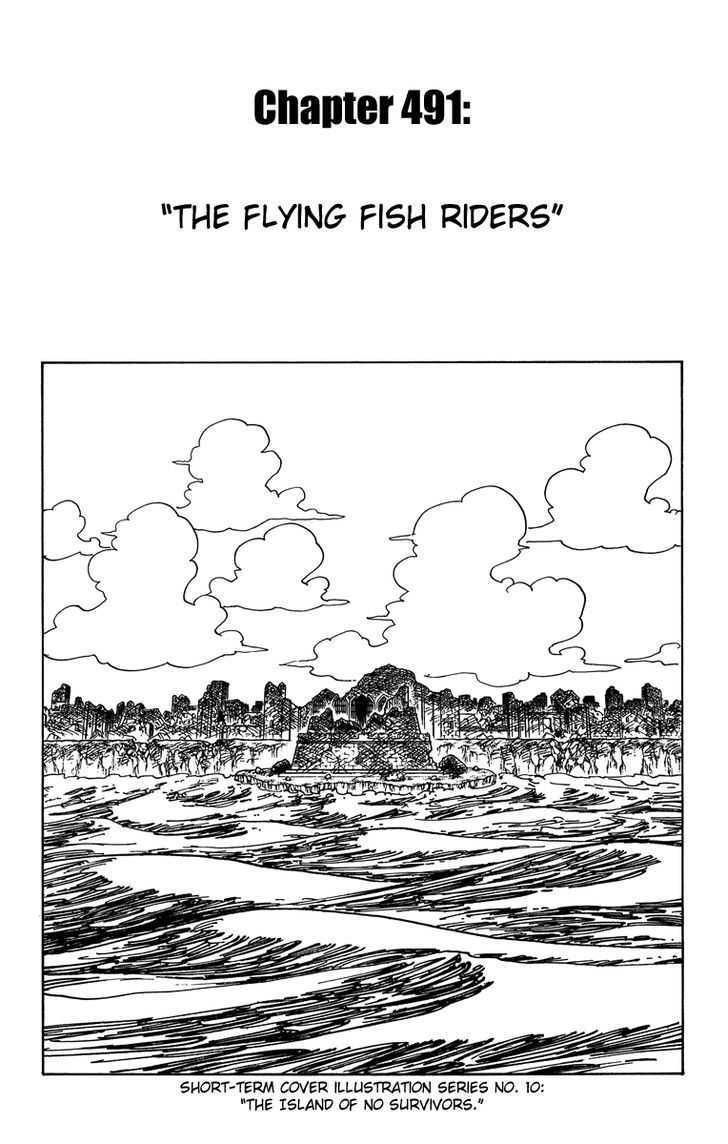 Chapter 491:
"THE FLYING FISH RIDERS"
SHORT-TERM COVER ILLUSTRATION SERIES NO. 10:
"THE ISLAND OF NO SURVIVORS."